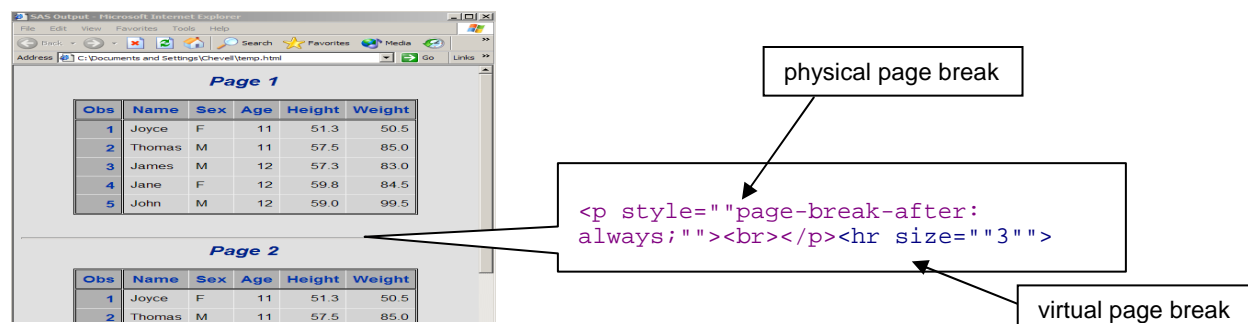 SAS Output - Microsoft Internet Explorer
File Edit View Favorites Tools Help
Back Search Favorites Media »
Address C:\Documents and Settings\Chevell\temp.html Go Links »
Page 1
Obs Name Sex Age Height Weight
1 Joyce F 11 51.3 50.5
2 Thomas M 11 57.5 85.0
3 James M 12 57.3 83.0
4 Jane F 12 59.8 84.5
5 John M 12 59.0 99.5
Page 2
Obs Name Sex Age Height Weight
1 Joyce F 11 51.3 50.5
2 Thomas M 11 57.5 85.0
physical page break
<p style=""page-break-after:
always;""><br></p><hr size=""3"">
virtual page break